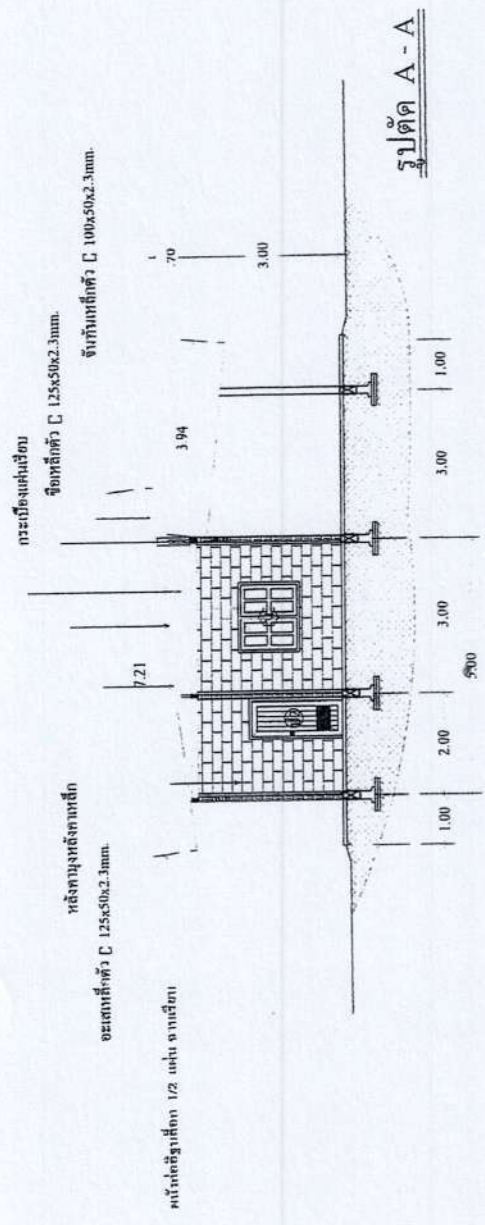 กระเบื้องแผ่นเรียบ
ขื่อเหล็กตัว C 125x50x2.3mm.
จันทันเหล็กตัว C 100x50x2.3mm.
หลังคามุงหลังคาเหล็ก
อะเสเหล็กตัว C 125x50x2.3mm.
ผนังก่ออิฐบล็อก 1/2 แผ่น ฉาบเรียบ
7.21
3.94
.70
3.00
1.00
2.00
3.00
3.00
1.00
รูปตัด A - A